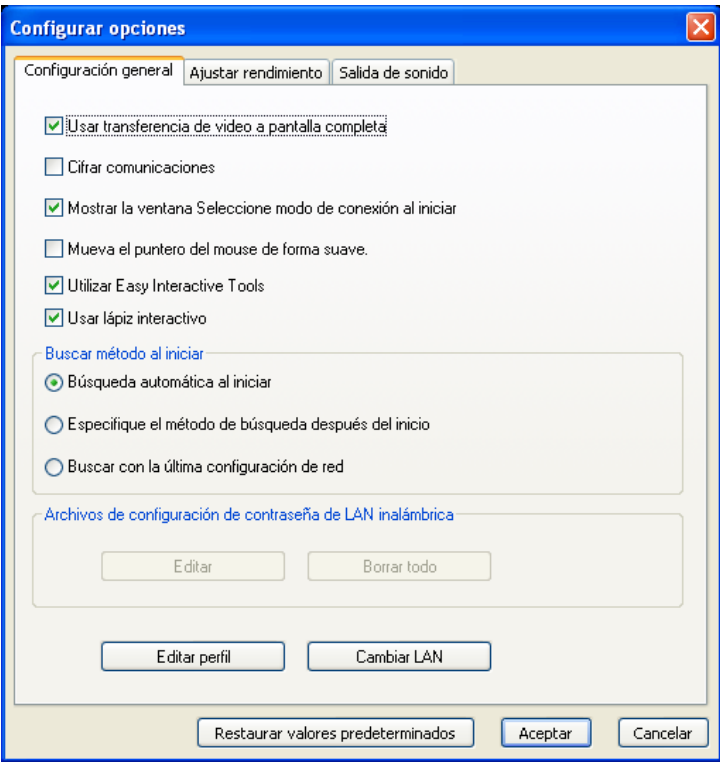 Configurar opciones
Configuración general Ajustar rendimiento Salida de sonido
Usar transferencia de video a pantalla completa
Cifrar comunicaciones
Mostrar la ventana Seleccione modo de conexión al iniciar
Mueva el puntero del mouse de forma suave.
Utilizar Easy Interactive Tools
Usar lápiz interactivo
Buscar método al iniciar
Búsqueda automática al iniciar
Especifique el método de búsqueda después del inicio
Buscar con la última configuración de red
Archivos de configuración de contraseña de LAN inalámbrica
Editar Borrar todo
Editar perfil Cambiar LAN
Restaurar valores predeterminados Aceptar Cancelar